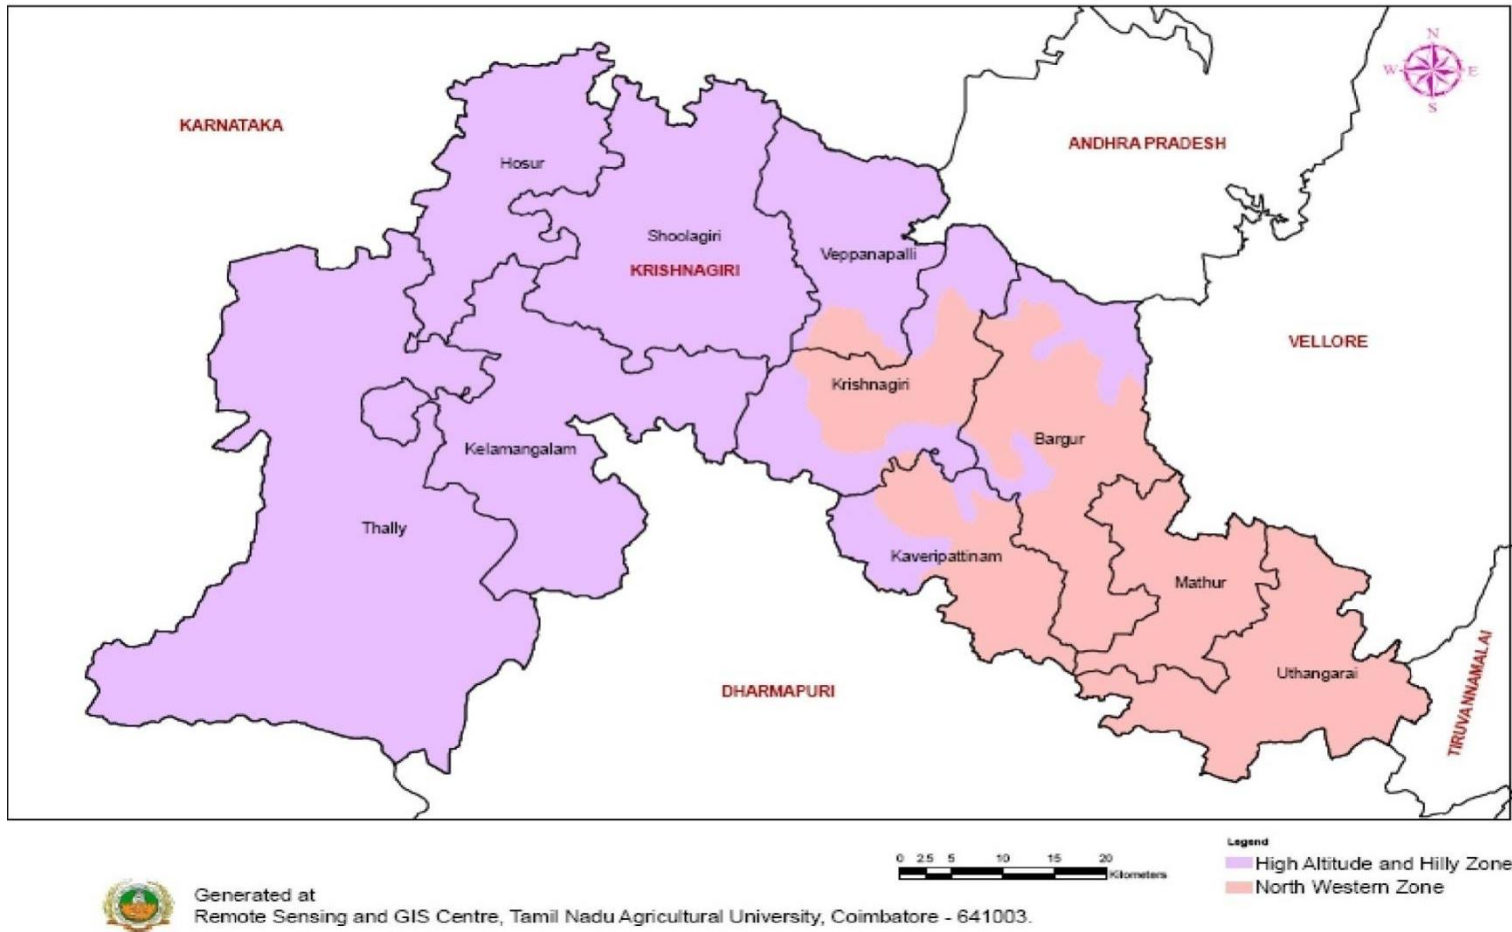 N
W E
S
KARNATAKA
ANDHRA PRADESH
Hosur
Shoolagiri
Veppanapalli
KRISHNAGIRI
VELLORE
Krishnagiri
Bargur
Kelamangalam
Thally
Kaveripattinam
Mathur
Uthangarai
DHARMAPURI
TIRUVANNAMALAI
0 2.5 5 10 15 20
Kilometers
Legend
High Altitude and Hilly Zone
North Western Zone
Generated at
Remote Sensing and GIS Centre, Tamil Nadu Agricultural University, Coimbatore - 641003.